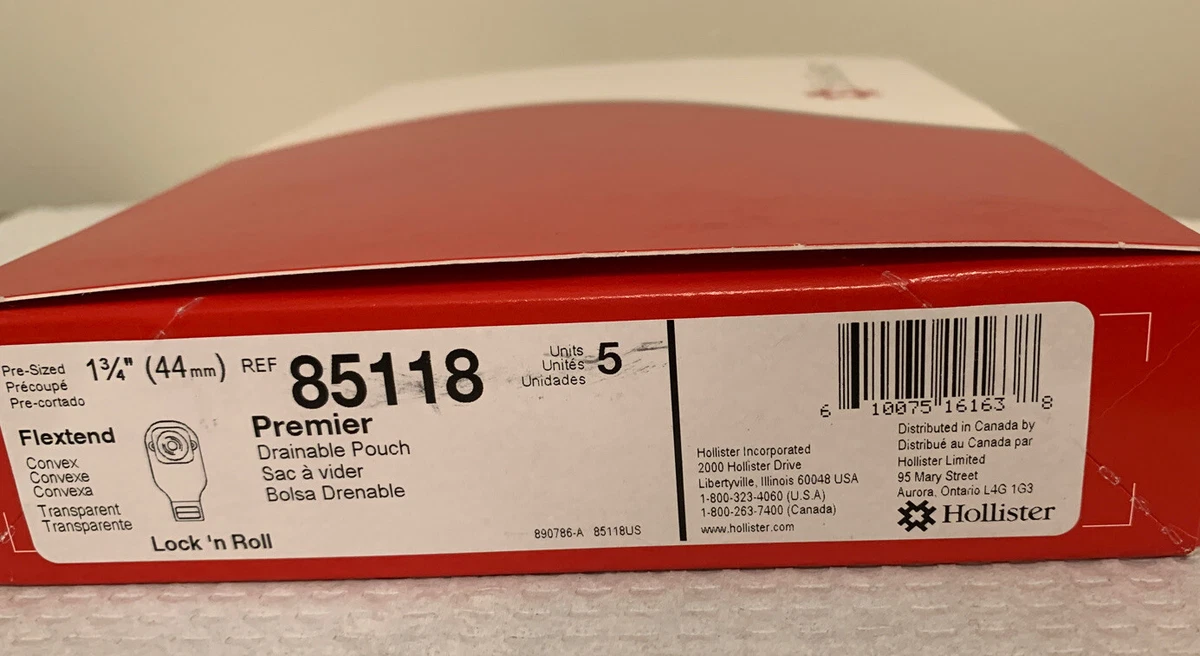 Pre-Sized
Précoupé
Pre-cortado
1¾" (44mm)
REF 85118
Units
Unités
Unidades
5
Flextend
Convex
Convexe
Convexa
Transparent
Transparente
Premier
Drainable Pouch
Sac à vider
Bolsa Drenable
Lock 'n Roll
890786-A 85118US
Hollister Incorporated
2000 Hollister Drive
Libertyville, Illinois 60048 USA
1-800-323-4060 (U.S.A)
1-800-263-7400 (Canada)
www.hollister.com
6 10075 16163 8
Distributed in Canada by
Distribué au Canada par
Hollister Limited
95 Mary Street
Aurora, Ontario L4G 1G3
Hollister